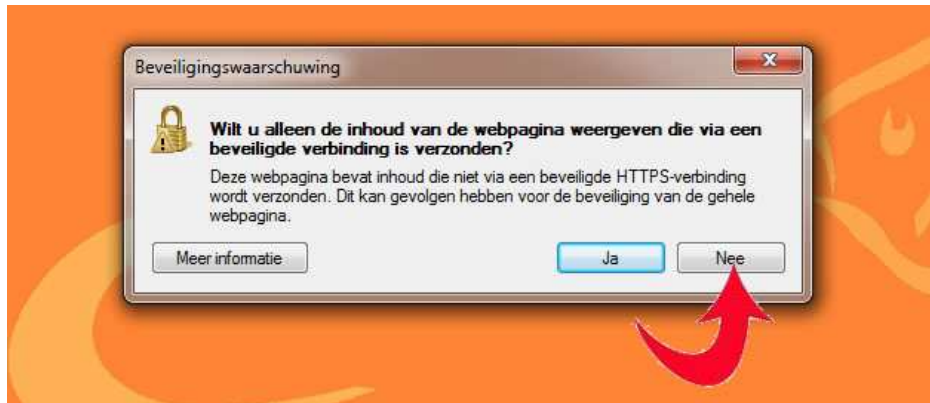 Beveiligingswaarschuwing
Wilt u alleen de inhoud van de webpagina weergeven die via een
beveiligde verbinding is verzonden?
Deze webpagina bevat inhoud die niet via een beveiligde HTTPS-verbinding
wordt verzonden. Dit kan gevolgen hebben voor de beveiliging van de gehele
webpagina.
Meer informatie
Ja
Nee